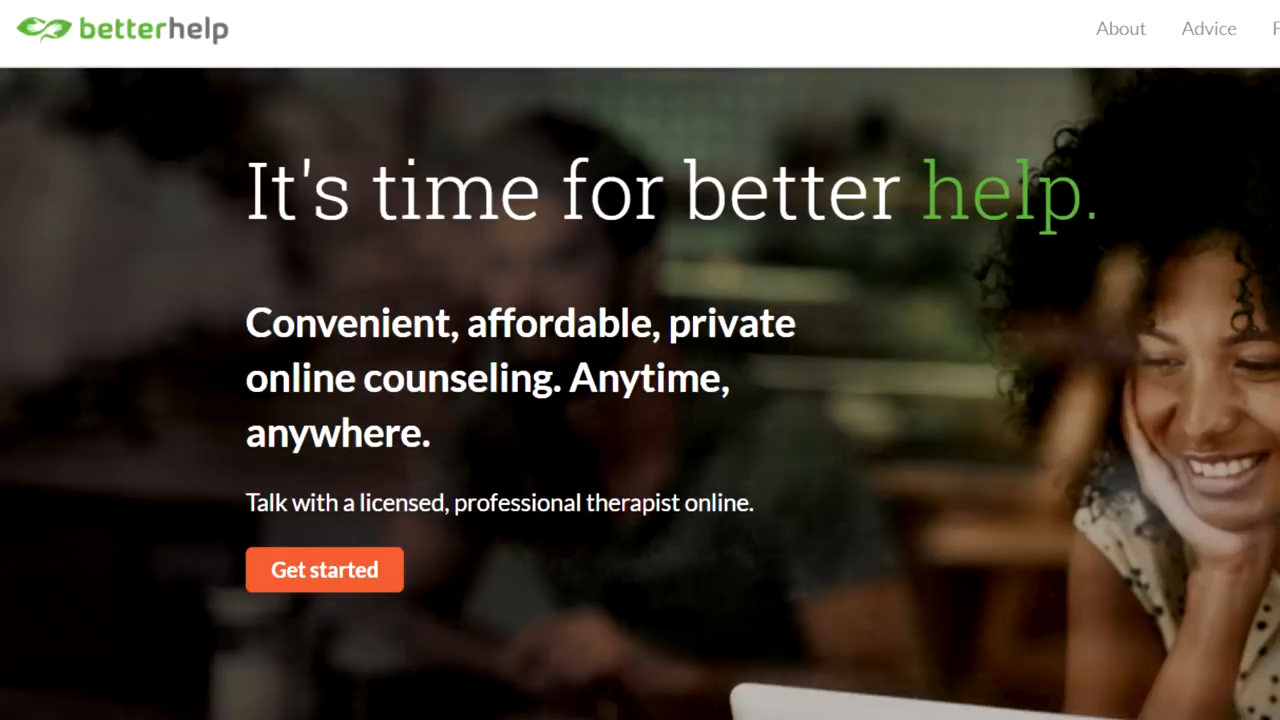 betterhelp
About Advice
It's time for better help.
Convenient, affordable, private
online counseling. Anytime,
anywhere.
Talk with a licensed, professional therapist online.
Get started